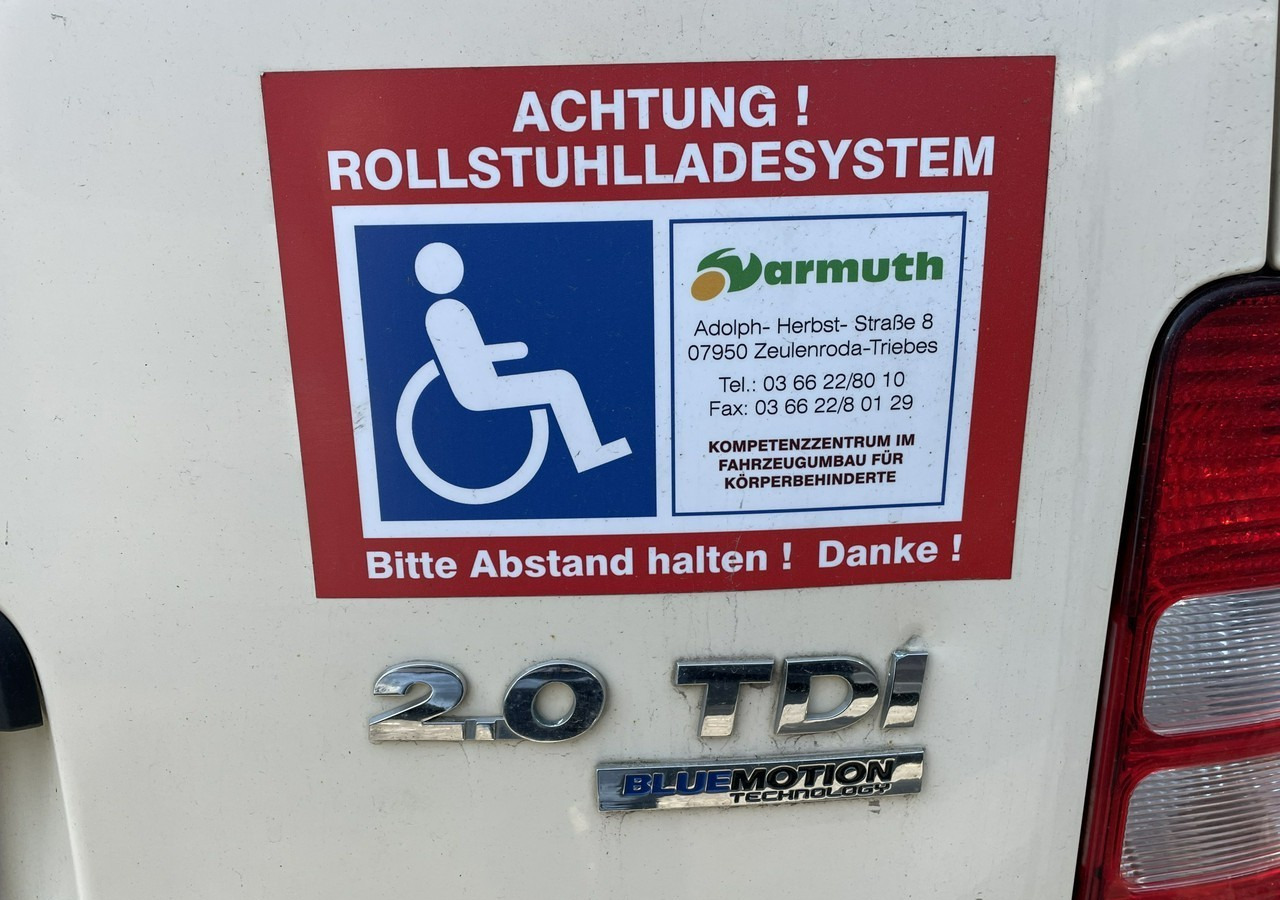 ACHTUNG !
ROLLSTUHLLADESYSTEM
Warmuth
Adolph- Herbst- Straße 8
07950 Zeulenroda-Triebes
Tel.: 03 66 22/80 10
Fax: 03 66 22/8 01 29
KOMPETENZZENTRUM IM
FAHRZEUGUMBAU FÜR
KÖRPERBEHINDERTE
Bitte Abstand halten ! Danke !
2.0 TDI
BLUEMOTION
TECHNOLOGY